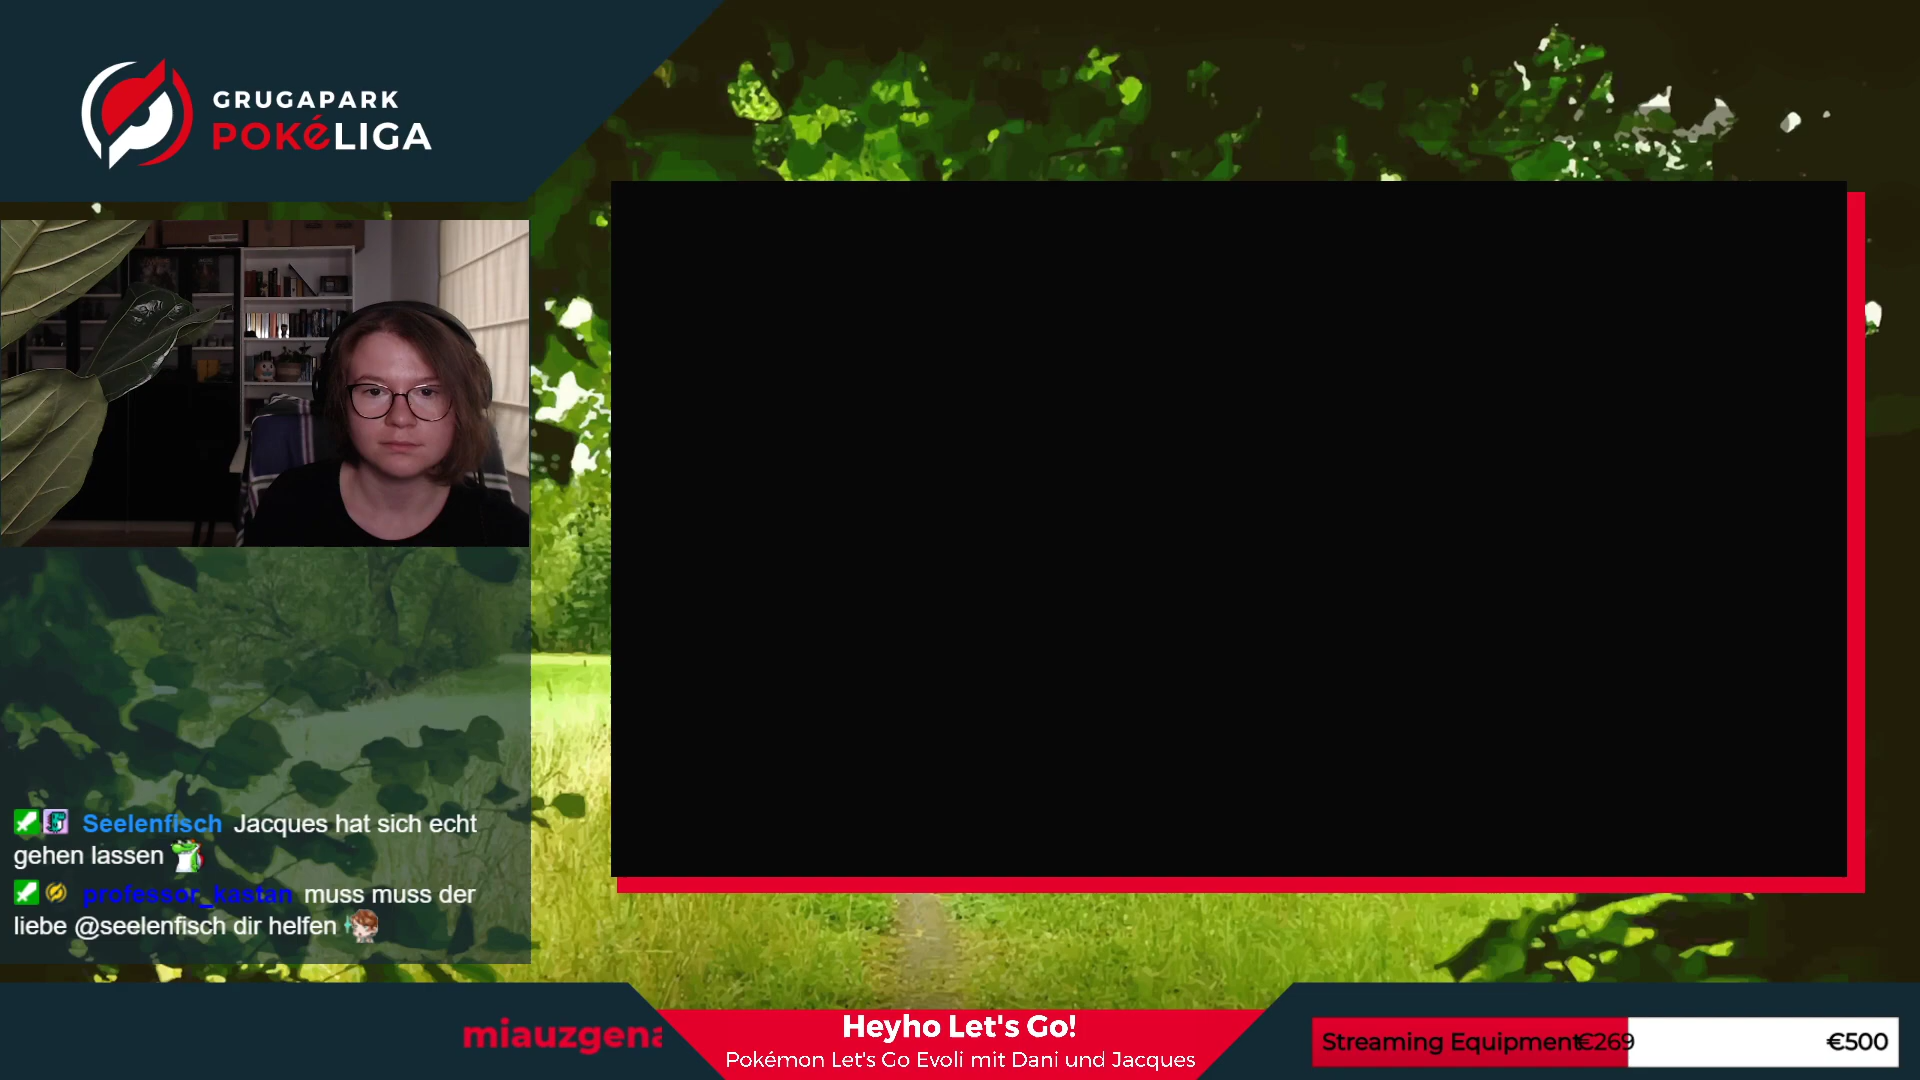 GRUGAPARK
POKéLIGA
Seelenfisch Jacques hat sich echt
gehen lassen
professor_kastan muss muss der
liebe @seelenfisch dir helfen
miauzgena
Heyho Let's Go!
Pokémon Let's Go Evoli mit Dani und Jacques
Streaming Equipment €269 €500